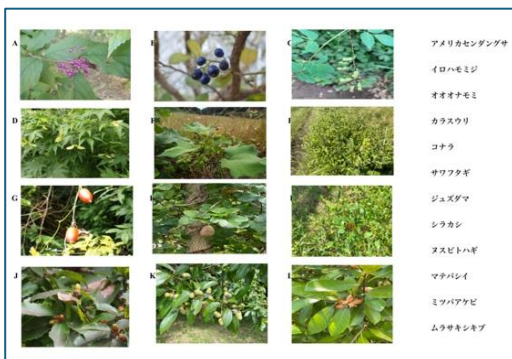 A
C
D
E
G
J
K
L
アメリカセンダングサ
イロハモミジ
オオオナモミ
カラスウリ
コナラ
サワフタギ
ジュズダマ
シラカシ
ヌスビトハギ
マテバシイ
ミツバアケビ
ムラサキシキブ